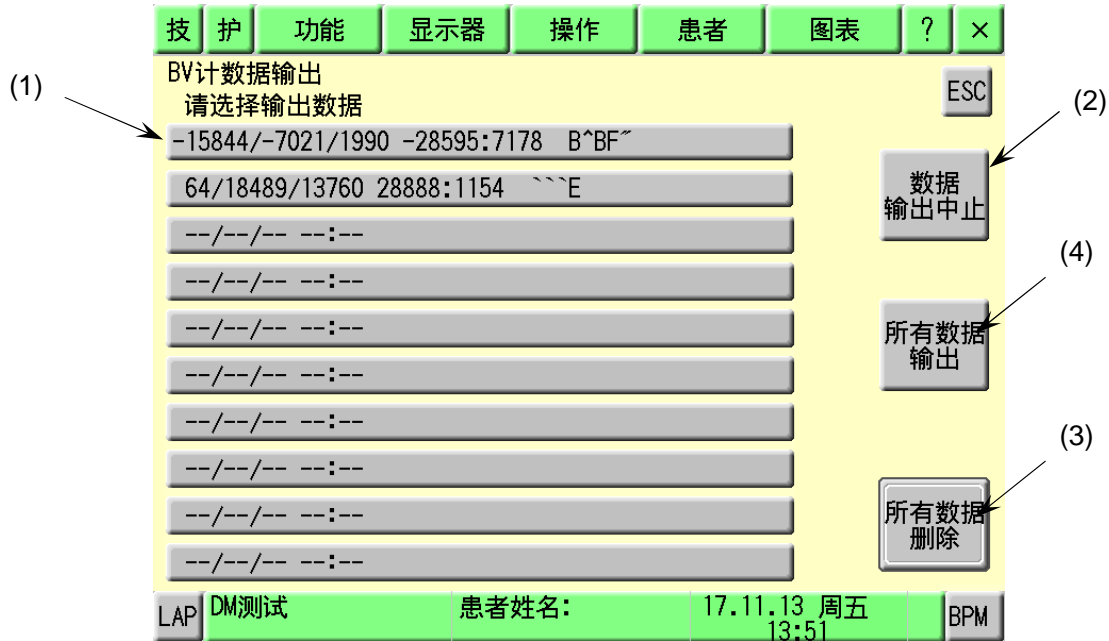 技 护 功能 显示器 操作 患者 图表 ? ×
BV计数据输出
请选择输出数据
ESC
(1)
(2)
-15844/-7021/1990 -28595:7178 B^BF˝
数据
输出中止
64/18489/13760 28888:1154 ```E
--/--/-- --:--
(4)
--/--/-- --:--
--/--/-- --:--
所有数据
输出
--/--/-- --:--
--/--/-- --:--
(3)
--/--/-- --:--
--/--/-- --:--
所有数据
删除
--/--/-- --:--
LAP DM测试 患者姓名: 17.11.13 周五 BPM
13:51